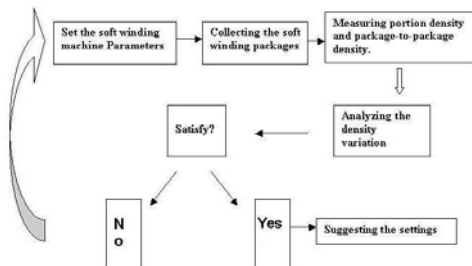 Set the soft winding
machine Parameters
Collecting the soft
winding packages
Measuring portion density
and package-to-package
density.
Analyzing the
density
variation
Satisfy?
N
o
Yes
Suggesting the settings